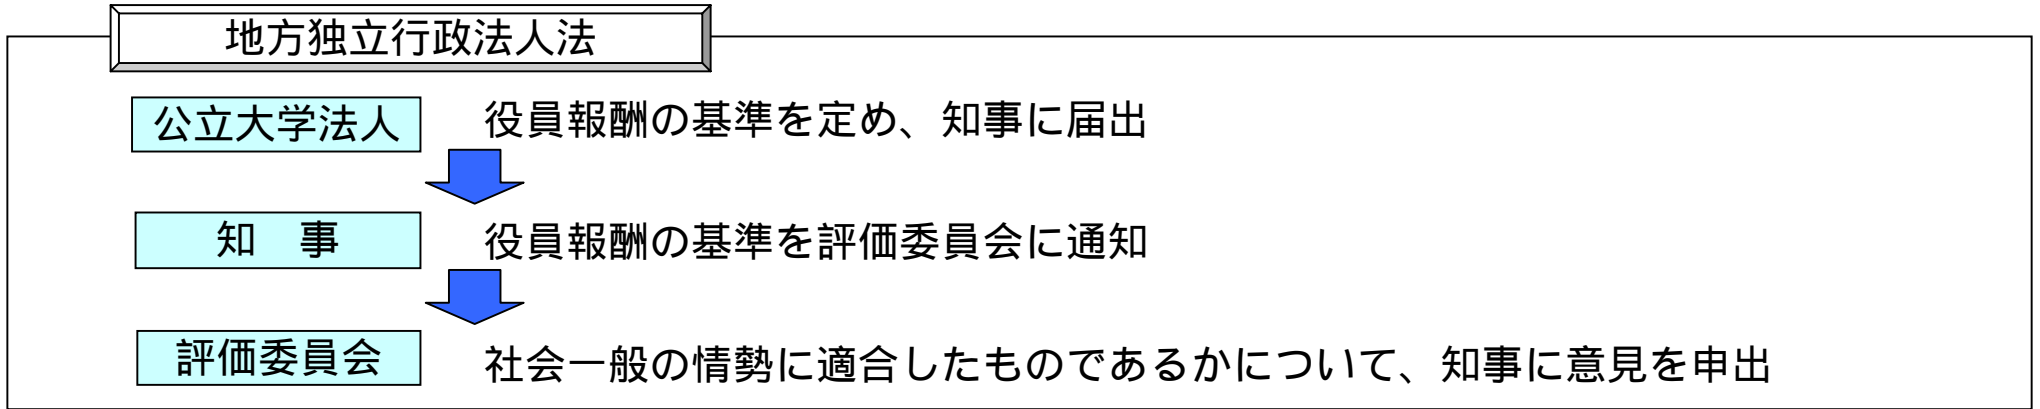 地方独立行政法人法
公立大学法人 役員報酬の基準を定め、知事に届出
知　事 役員報酬の基準を評価委員会に通知
評価委員会 社会一般の情勢に適合したものであるかについて、知事に意見を申出